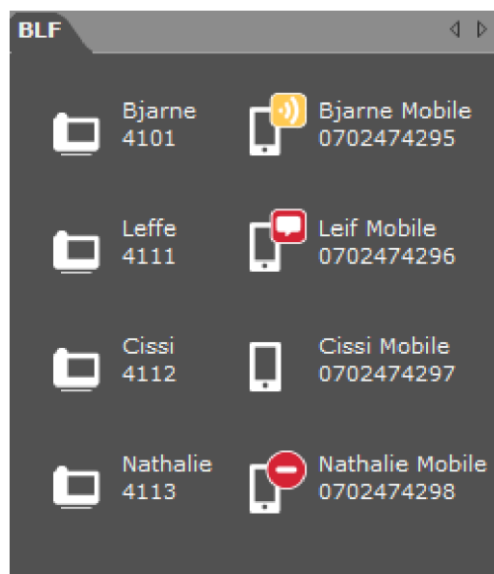 BLF
Bjarne
4101
Bjarne Mobile
0702474295
Leffe
4111
Leif Mobile
0702474296
Cissi
4112
Cissi Mobile
0702474297
Nathalie
4113
Nathalie Mobile
0702474298